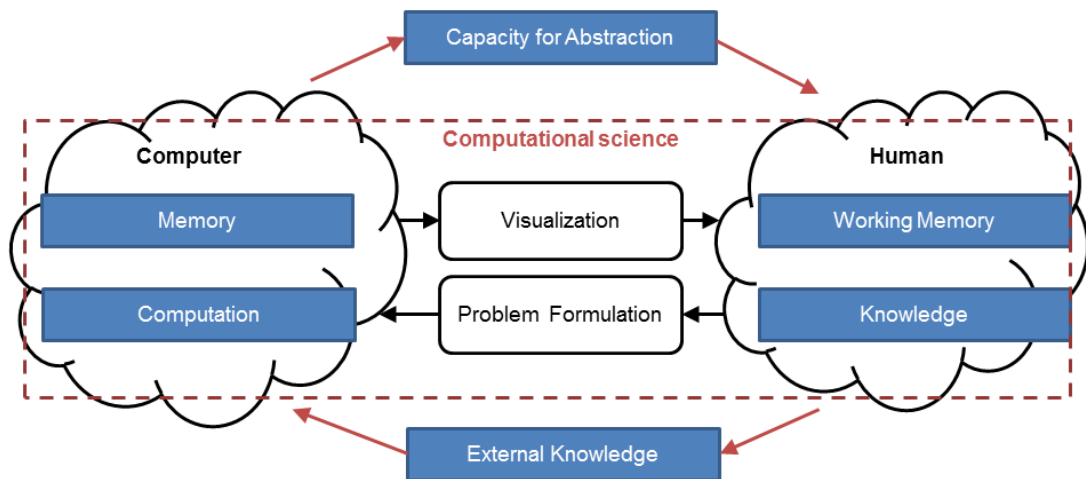 Capacity for Abstraction
Computational science
Computer
Human
Memory
Visualization
Working Memory
Computation
Problem Formulation
Knowledge
External Knowledge